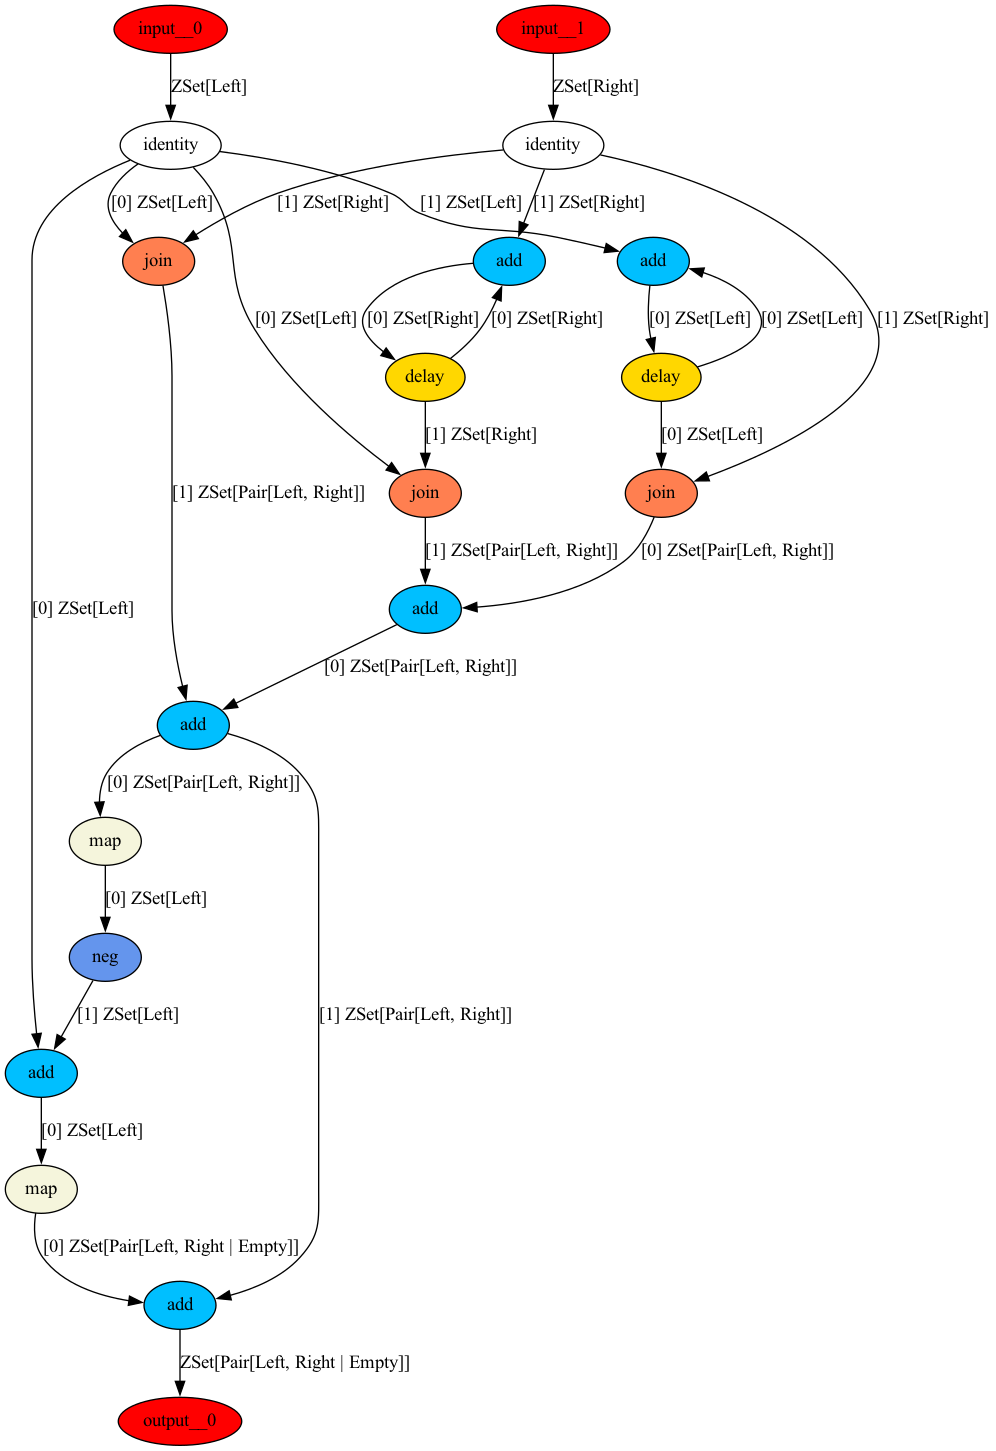 input__0
input__1
ZSet[Left]
ZSet[Right]
identity
identity
[0] ZSet[Left]
[1] ZSet[Right]
[1] ZSet[Left]
[1] ZSet[Right]
join
add
add
[0] ZSet[Left]
[0] ZSet[Right]
[0] ZSet[Right]
[0] ZSet[Left]
[0] ZSet[Left]
[1] ZSet[Right]
delay
delay
[1] ZSet[Right]
[0] ZSet[Left]
[1] ZSet[Pair[Left, Right]]
join
join
[1] ZSet[Pair[Left, Right]]
[0] ZSet[Pair[Left, Right]]
[0] ZSet[Left]
add
[0] ZSet[Pair[Left, Right]]
add
[0] ZSet[Pair[Left, Right]]
map
[0] ZSet[Left]
neg
[1] ZSet[Left]
[1] ZSet[Pair[Left, Right]]
add
[0] ZSet[Left]
map
[0] ZSet[Pair[Left, Right | Empty]]
add
ZSet[Pair[Left, Right | Empty]]
output__0